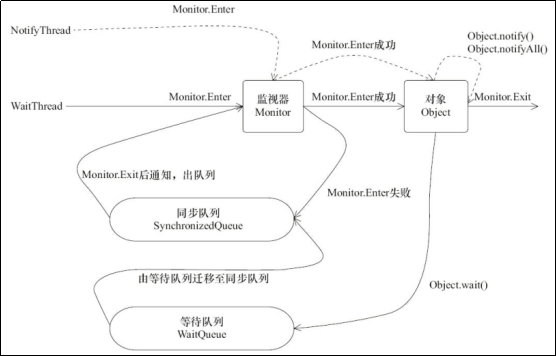 Monitor.Enter
NotifyThread
Object.notify()
Object.notifyAll()
Monitor.Enter成功
WaitThread
Monitor.Enter
监视器
Monitor
Monitor.Enter成功
对象
Object
Monitor.Exit
Monitor.Exit后通知，出队列
Monitor.Enter失败
同步队列
SynchronizedQueue
由等待队列迁移至同步队列
Object.wait()
等待队列
WaitQueue